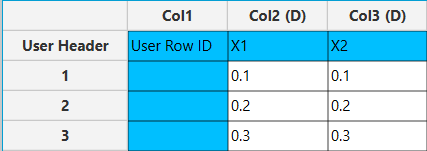 Col1 Col2 (D) Col3 (D)
User Header User Row ID X1 X2
1 0.1 0.1
2 0.2 0.2
3 0.3 0.3